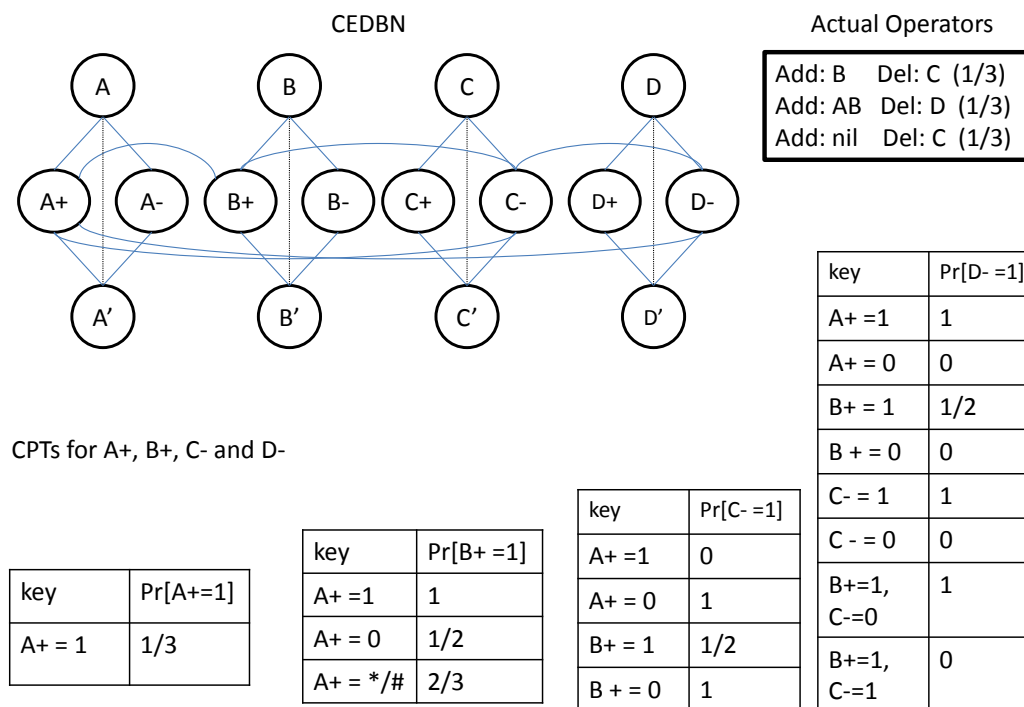 CEDBN
Actual Operators
A
B
C
D
Add: B Del: C (1/3)
Add: AB Del: D (1/3)
Add: nil Del: C (1/3)
A+
A-
B+
B-
C+
C-
D+
D-
A'
B'
C'
D'
CPTs for A+, B+, C- and D-
key Pr[A+=1]
A+ = 1 1/3
key Pr[B+ =1]
A+ =1 1
A+ = 0 1/2
A+ = */# 2/3
key Pr[C- =1]
A+ =1 0
A+ = 0 1
B+ = 1 1/2
B + = 0 1
key Pr[D- =1]
A+ =1 1
A+ = 0 0
B+ = 1 1/2
B + = 0 0
C- = 1 1
C - = 0 0
B+=1, 1
C-=0
B+=1, 0
C-=1